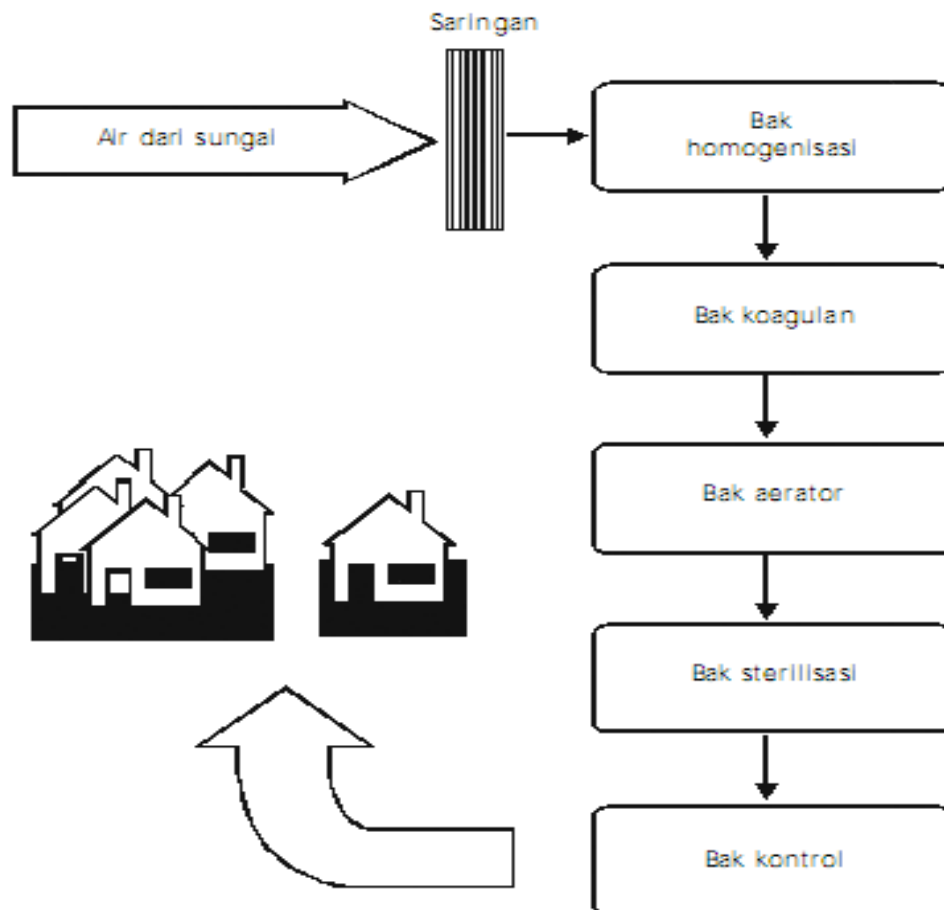 Saringan
Air dari sungai
Bak
homogenisasi
Bak koagulan
Bak aerator
Bak sterilisasi
Bak kontrol